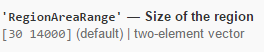 'RegionAreaRange' — Size of the region
[30 14000] (default) | two-element vector